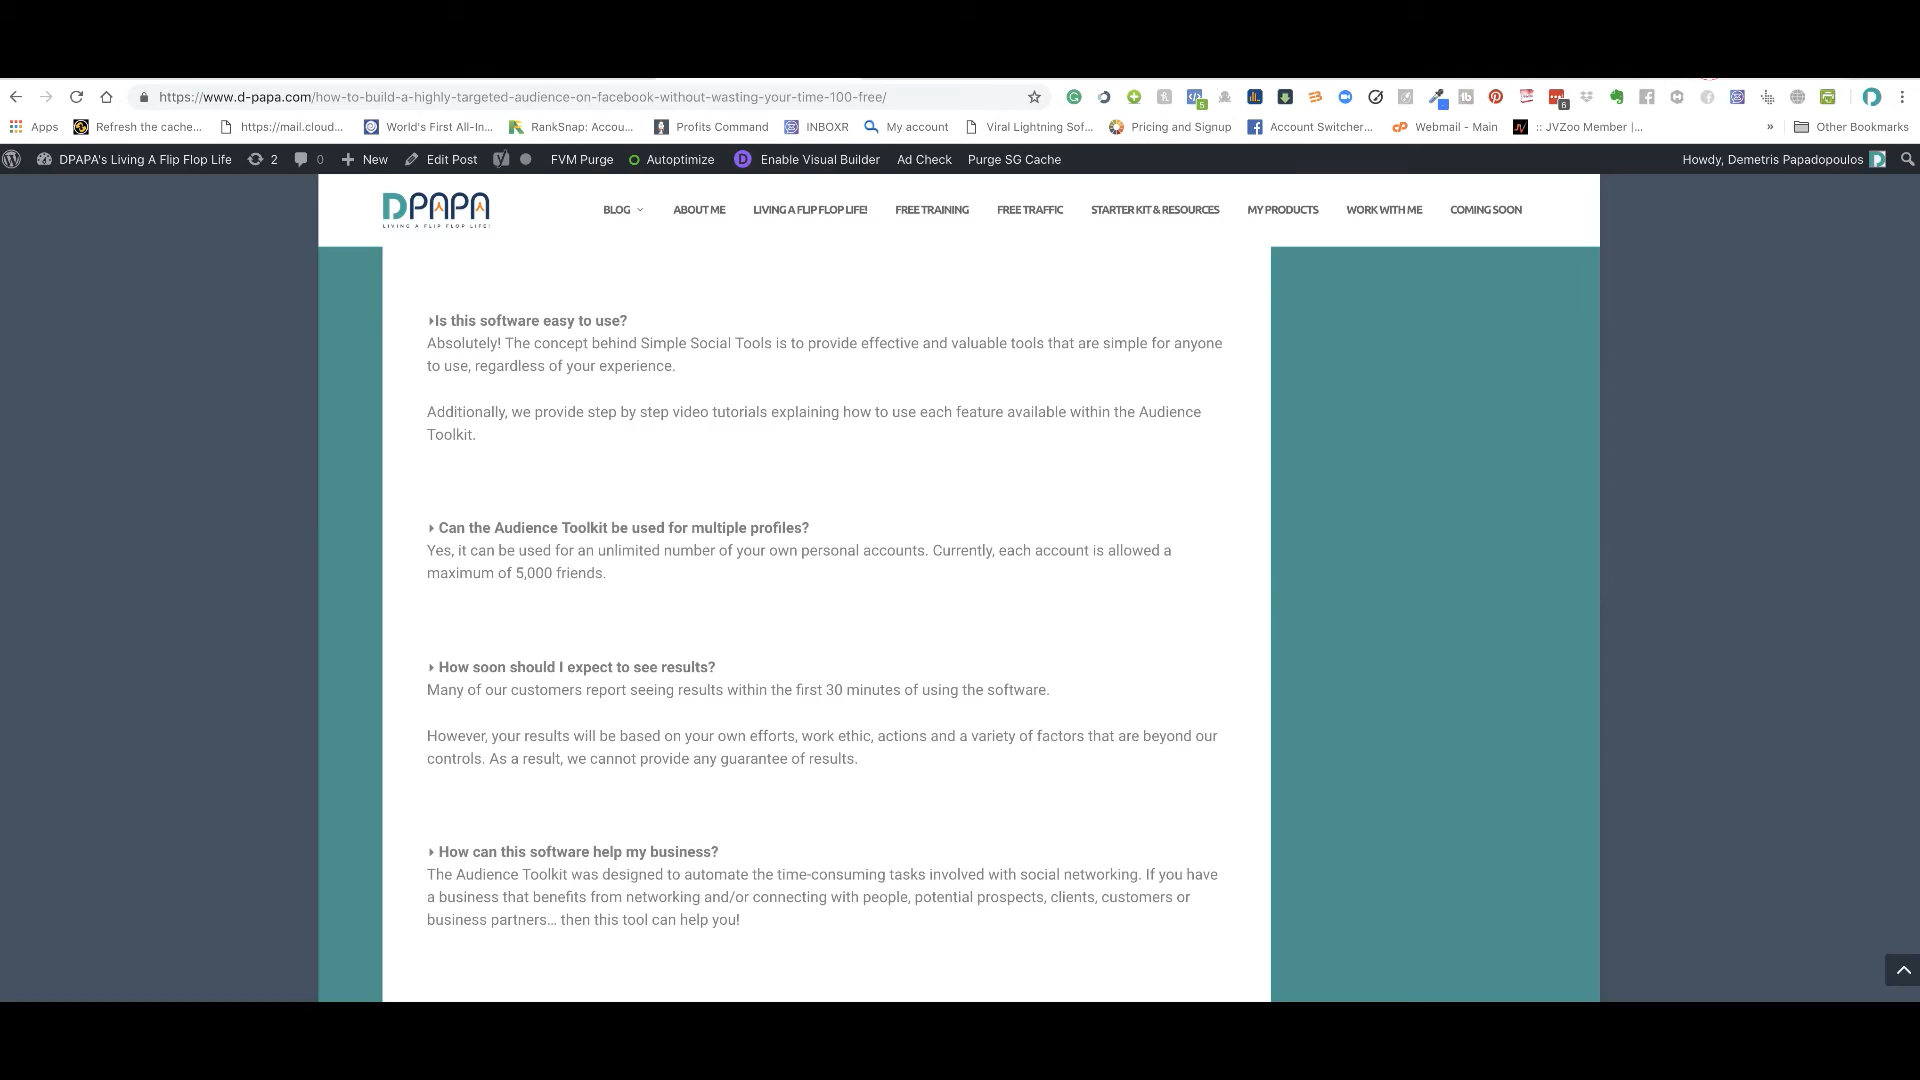 https://www.d-papa.com/how-to-build-a-highly-targeted-audience-on-facebook-without-wasting-your-time-100-free/
Apps Refresh the cache... https://mail.cloud... World's First All-In... RankSnap: Accou... Profits Command INBOXR My account Viral Lightning Sof... Pricing and Signup Account Switcher... Webmail - Main :: JVZoo Member |... » Other Bookmarks
DPAPA's Living A Flip Flop Life 2 0 New Edit Post FVM Purge Autoptimize Enable Visual Builder Ad Check Purge SG Cache Howdy, Demetris Papadopoulos
DPAPA
LIVING A FLIP FLOP LIFE!
BLOG ABOUT ME LIVING A FLIP FLOP LIFE! FREE TRAINING FREE TRAFFIC STARTER KIT & RESOURCES MY PRODUCTS WORK WITH ME COMING SOON
Is this software easy to use?
Absolutely! The concept behind Simple Social Tools is to provide effective and valuable tools that are simple for anyone
to use, regardless of your experience.
Additionally, we provide step by step video tutorials explaining how to use each feature available within the Audience
Toolkit.
Can the Audience Toolkit be used for multiple profiles?
Yes, it can be used for an unlimited number of your own personal accounts. Currently, each account is allowed a
maximum of 5,000 friends.
How soon should I expect to see results?
Many of our customers report seeing results within the first 30 minutes of using the software.
However, your results will be based on your own efforts, work ethic, actions and a variety of factors that are beyond our
controls. As a result, we cannot provide any guarantee of results.
How can this software help my business?
The Audience Toolkit was designed to automate the time-consuming tasks involved with social networking. If you have
a business that benefits from networking and/or connecting with people, potential prospects, clients, customers or
business partners... then this tool can help you!